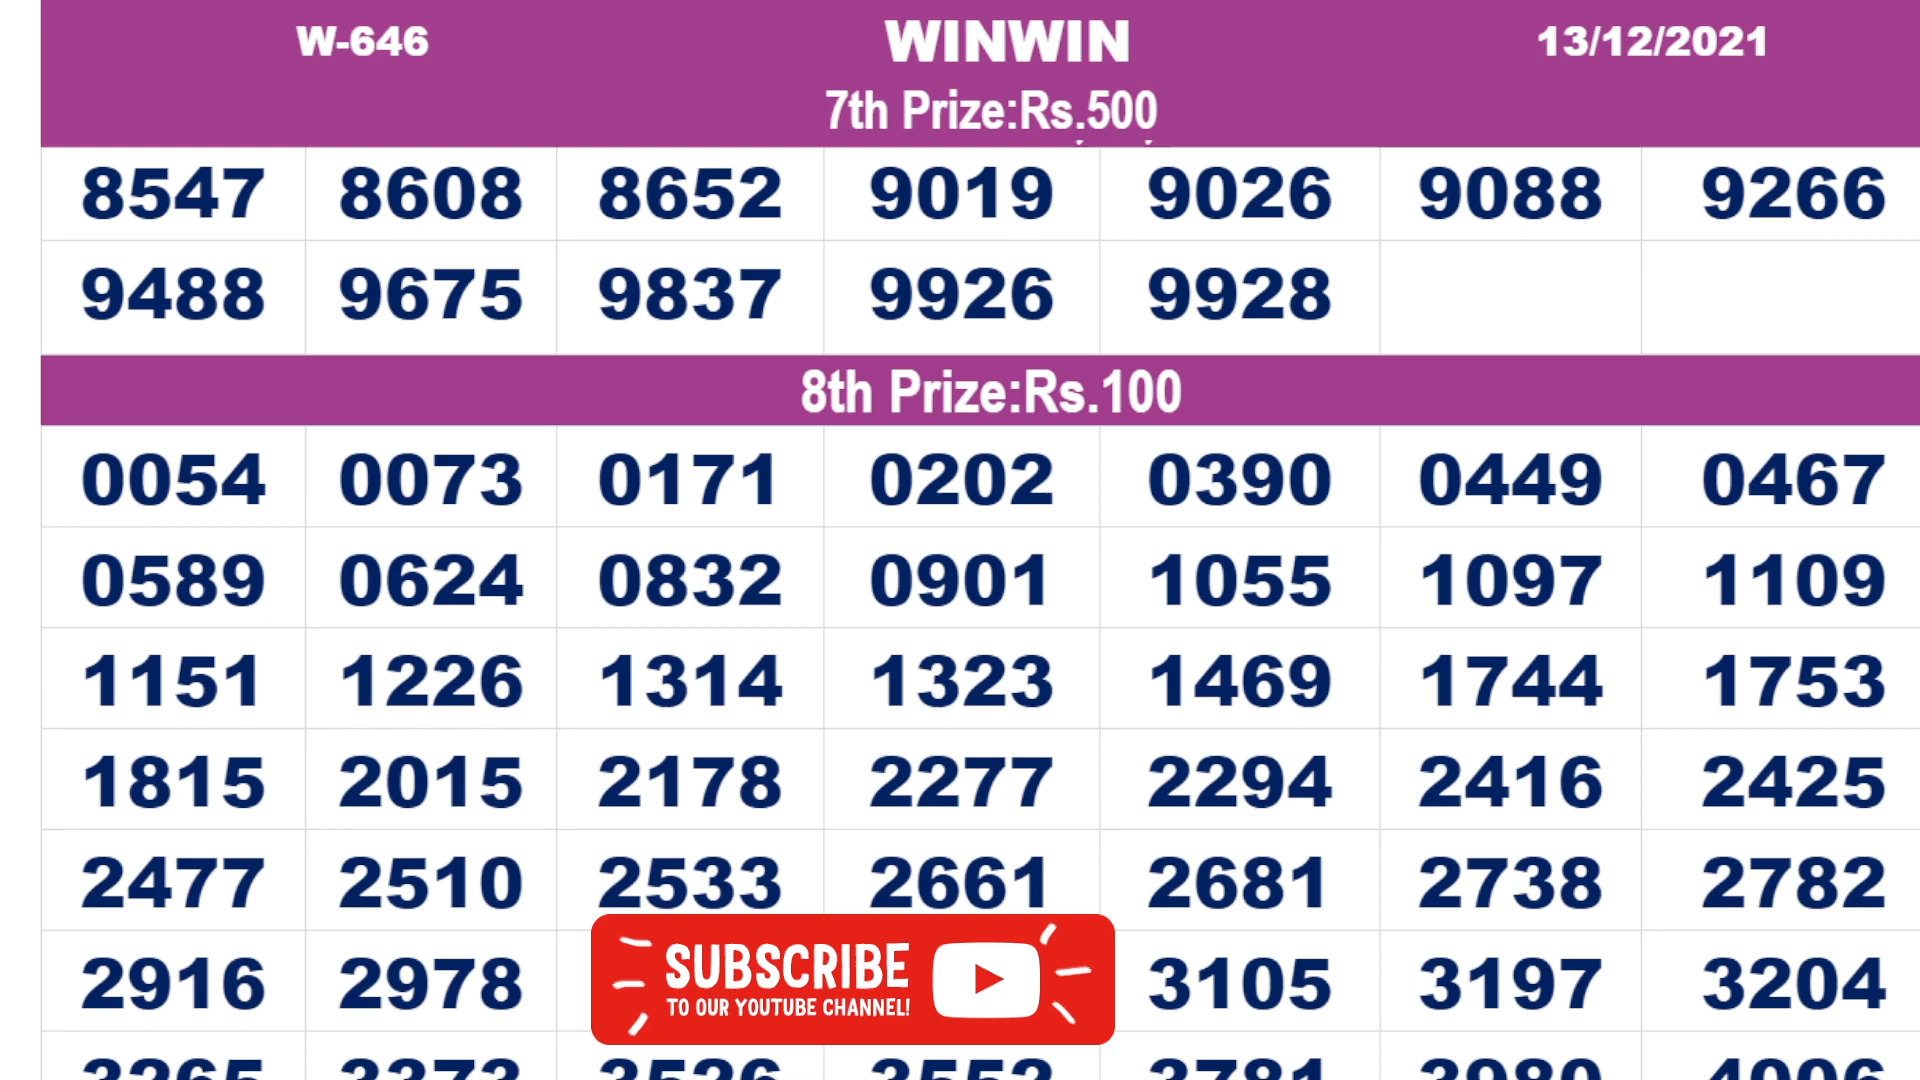 W-646 WINWIN 13/12/2021
7th Prize:Rs.500
8547 8608 8652 9019 9026 9088 9266
9488 9675 9837 9926 9928
8th Prize:Rs.100
0054 0073 0171 0202 0390 0449 0467
0589 0624 0832 0901 1055 1097 1109
1151 1226 1314 1323 1469 1744 1753
1815 2015 2178 2277 2294 2416 2425
2477 2510 2533 2661 2681 2738 2782
2916 2978 3105 3197 3204
SUBSCRIBE
TO OUR YOUTUBE CHANNEL!